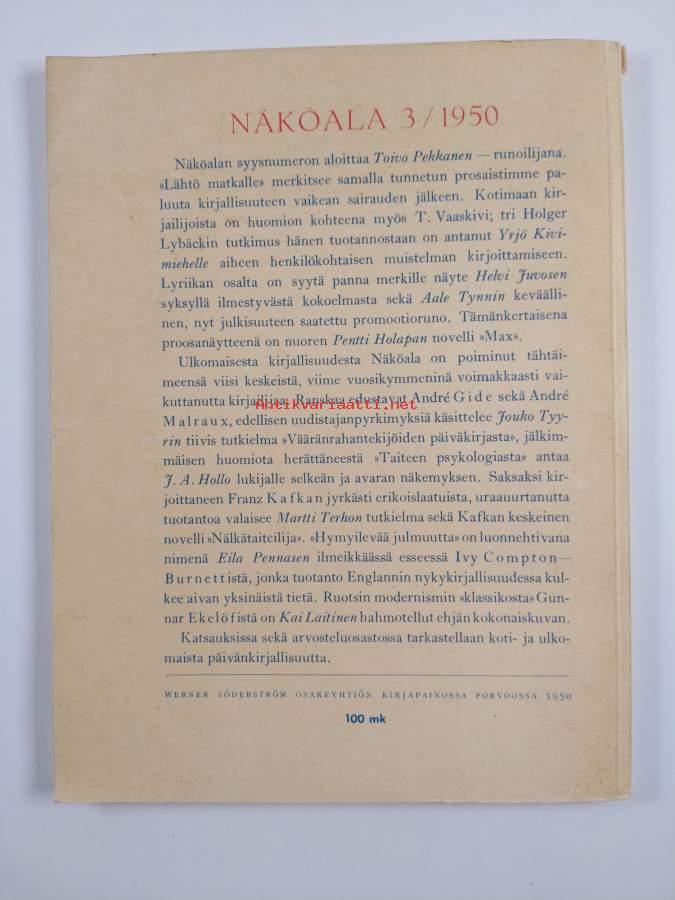 NÄKÖALA 3/1950
Näköalan syysnumeron aloittaa Toivo Pekkanen — runoilijana.
»Lähtö matkalle» merkitsee samalla tunnetun prosaistimme pa-
luuta kirjallisuuteen vaikean sairauden jälkeen. Kotimaan kir-
jailijoista on huomion kohteena myös T. Vaaskivi; tri Holger
Lybäckin tutkimus hänen tuotannostaan on antanut Yrjö Kivi-
miehelle aiheen henkilökohtaisen muistelman kirjoittamiseen.
Lyriikan osalta on syytä panna merkille näyte Helvi Juvosen
syksyllä ilmestyvästä kokoelmasta sekä Aale Tynnin keväälli-
nen, nyt julkisuuteen saatettu promootioruno. Tämänkertaisena
proosanäytteenä on nuoren Pentti Holapan novelli »Max».
Ulkomaisesta kirjallisuudesta Näköala on poiminut tähtäi-
meensä viisi keskeistä, viime vuosikymmeninä voimakkaasti vai-
kuttanutta kirjailijaa. Ranskaa edustavat André Gide sekä André
Antikvariaatti.net
Malraux, edellisen uudistajanpyrkimyksiä käsittelee Jouko Tyy-
rin tiivis tutkielma »Vääränrahantekijöiden päiväkirjasta», jälkim-
mäisen huomiota herättäneestä »Taiteen psykologiasta» antaa
J. A. Hollo lukijalle selkeän ja avaran näkemyksen. Saksaksi kir-
joittaneen Franz Kafkan jyrkästi erikoislaatuista, uraauurtanutta
tuotantoa valaisee Martti Terhon tutkielma sekä Kafkan keskeinen
novelli »Nälkätaiteilija». »Hymyilevää julmuutta» on luonnehtivana
nimenä Eila Pennasen ilmeikkäässä esseessä Ivy Compton—
Burnettistä, jonka tuotanto Englannin nykykirjallisuudessa kul-
kee aivan yksinäistä tietä. Ruotsin modernismin »klassikosta» Gun-
nar Ekelöfistä on Kai Laitinen hahmotellut ehjän kokonaiskuvan.
Katsauksissa sekä arvosteluosastossa tarkastellaan koti- ja ulko-
maista päivänkirjallisuutta.
WERNER SÖDERSTRÖM OSAKEYHTIÖN KIRJAPAINOSSA PORVOOSSA 1950
100 mk